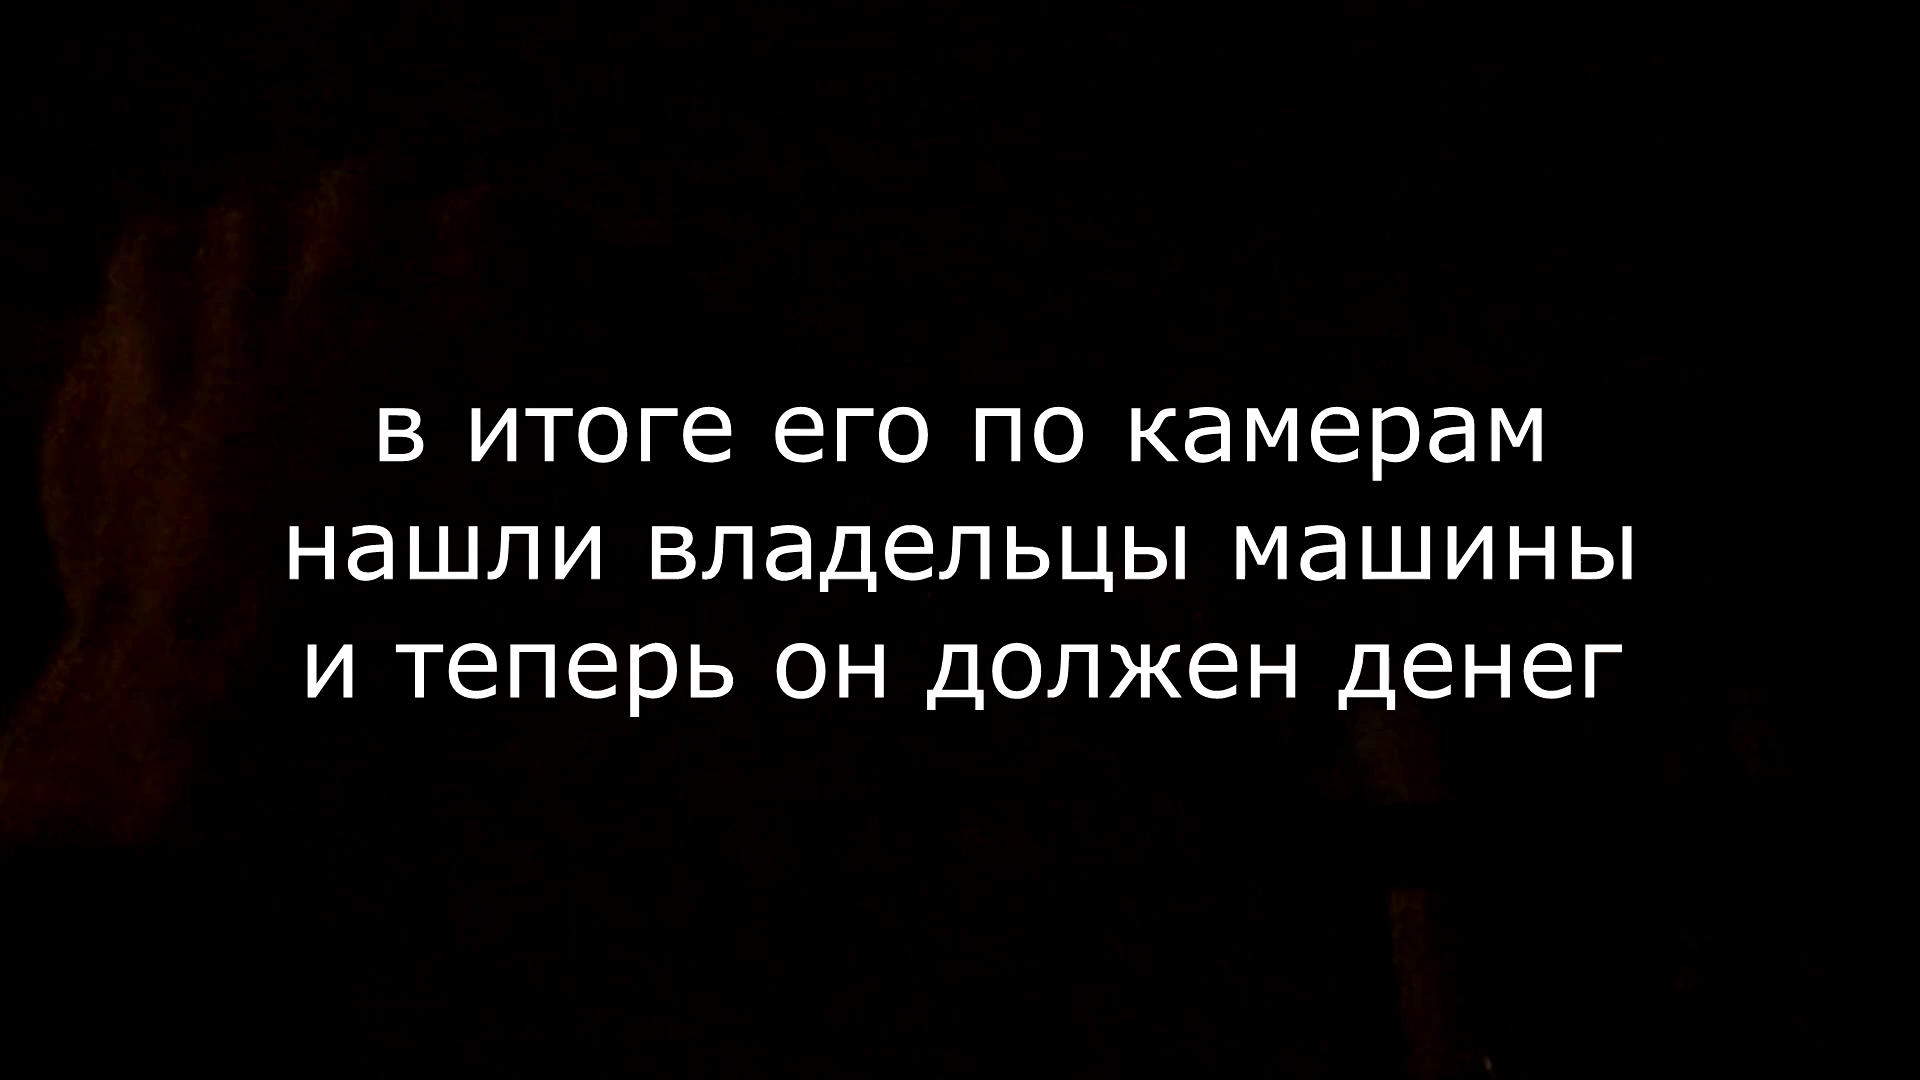 в итоге его по камерам
нашли владельцы машины
и теперь он должен денег